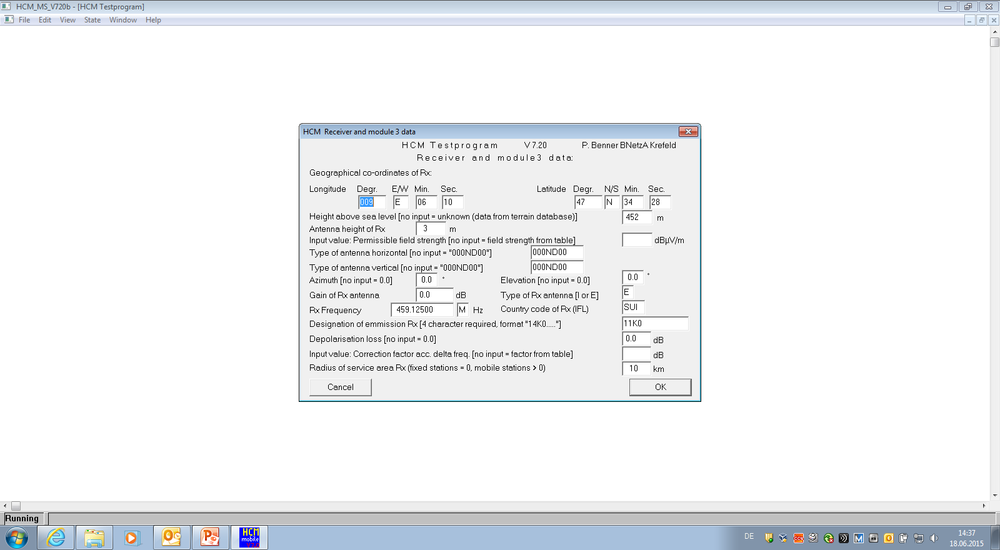 HCM_MS_V720b - [HCM Testprogram]
File Edit View State Window Help
HCM Receiver and module 3 data
HCM Testprogram V 7.20 P. Benner BNetzA Krefeld
Receiver and module3 data:
Geographical co-ordinates of Rx:
Longitude Degr. E/W Min. Sec. Latitude Degr. N/S Min. Sec.
009 E 06 10 47 N 34 28
Height above sea level [no input = unknown (data from terrain database)] 452 m
Antenna height of Rx 3 m
Input value: Permissible field strength [no input = field strength from table] dBµV/m
Type of antenna horizontal [no input = "000ND00"] 000ND00
Type of antenna vertical [no input = "000ND00"] 000ND00
Azimuth [no input = 0.0] 0.0 ° Elevation [no input = 0.0] 0.0 °
Gain of Rx antenna 0.0 dB Type of Rx antenna [I or E] E
Rx Frequency 459.12500 M Hz Country code of Rx (IFL) SUI
Designation of emmission Rx [4 character required, format "14K0....."] 11K0
Depolarisation loss [no input = 0.0] 0.0 dB
Input value: Correction factor acc. delta freq. [no input = factor from table] dB
Radius of service area Rx (fixed stations = 0, mobile stations > 0) 10 km
Cancel OK
Running
HCM
mobile
V 7.0
DE
14:37
18.06.2015